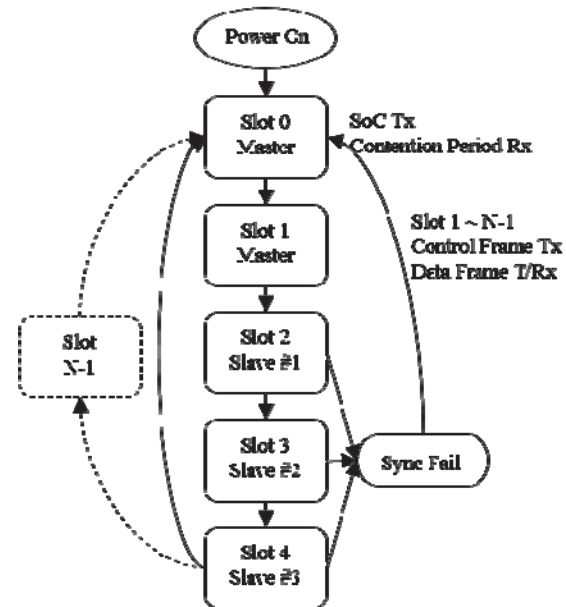 Power On
Slot 0
Master
SoC Tx
Contention Period Rx
Slot 1
Master
Slot 1 ~ N-1
Control Frame Tx
Data Frame T/Rx
Slot
N-1
Slot 2
Slave #1
Slot 3
Slave #2
Sync Fail
Slot 4
Slave #3